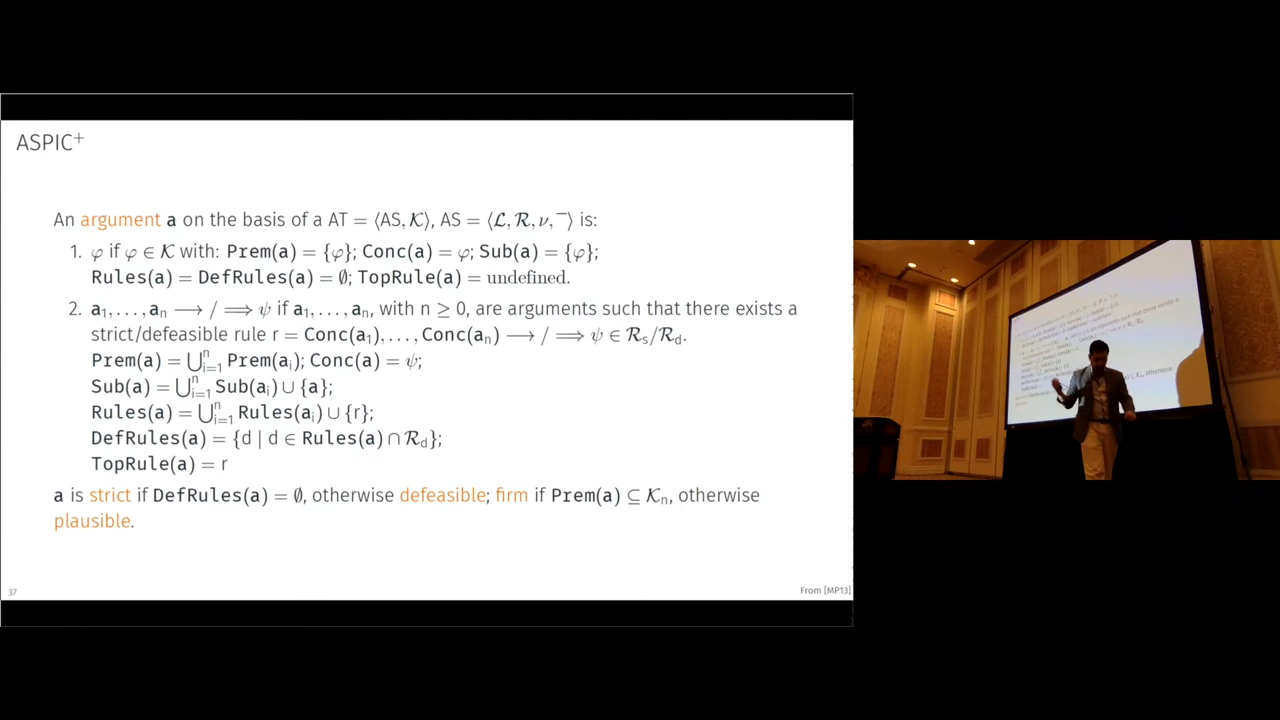 ASPIC⁺
An argument a on the basis of a AT = ⟨AS, 𝒦⟩, AS = ⟨ℒ, ℛ, ν, ¯⟩ is:
1. φ if φ ∈ 𝒦 with: Prem(a) = {φ}; Conc(a) = φ; Sub(a) = {φ};
Rules(a) = DefRules(a) = ∅; TopRule(a) = undefined.
2. a₁, . . . , aₙ ⟶ / ⟹ ψ if a₁, . . . , aₙ, with n ≥ 0, are arguments such that there exists a
strict/defeasible rule r = Conc(a₁), . . . , Conc(aₙ) ⟶ / ⟹ ψ ∈ ℛₛ/ℛ_d.
Prem(a) = ⋃ⁿᵢ₌₁ Prem(aᵢ); Conc(a) = ψ;
Sub(a) = ⋃ⁿᵢ₌₁ Sub(aᵢ) ∪ {a};
Rules(a) = ⋃ⁿᵢ₌₁ Rules(aᵢ) ∪ {r};
DefRules(a) = {d | d ∈ Rules(a) ∩ ℛ_d};
TopRule(a) = r
a is strict if DefRules(a) = ∅, otherwise defeasible; firm if Prem(a) ⊆ 𝒦ₙ, otherwise
plausible.
37
From [MP13]